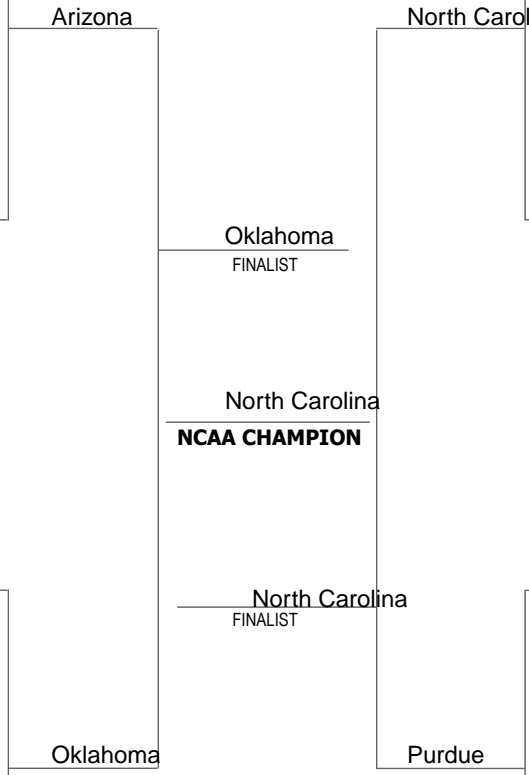 Arizona
North Carol
Oklahoma
FINALIST
North Carolina
NCAA CHAMPION
North Carolina
FINALIST
Oklahoma
Purdue